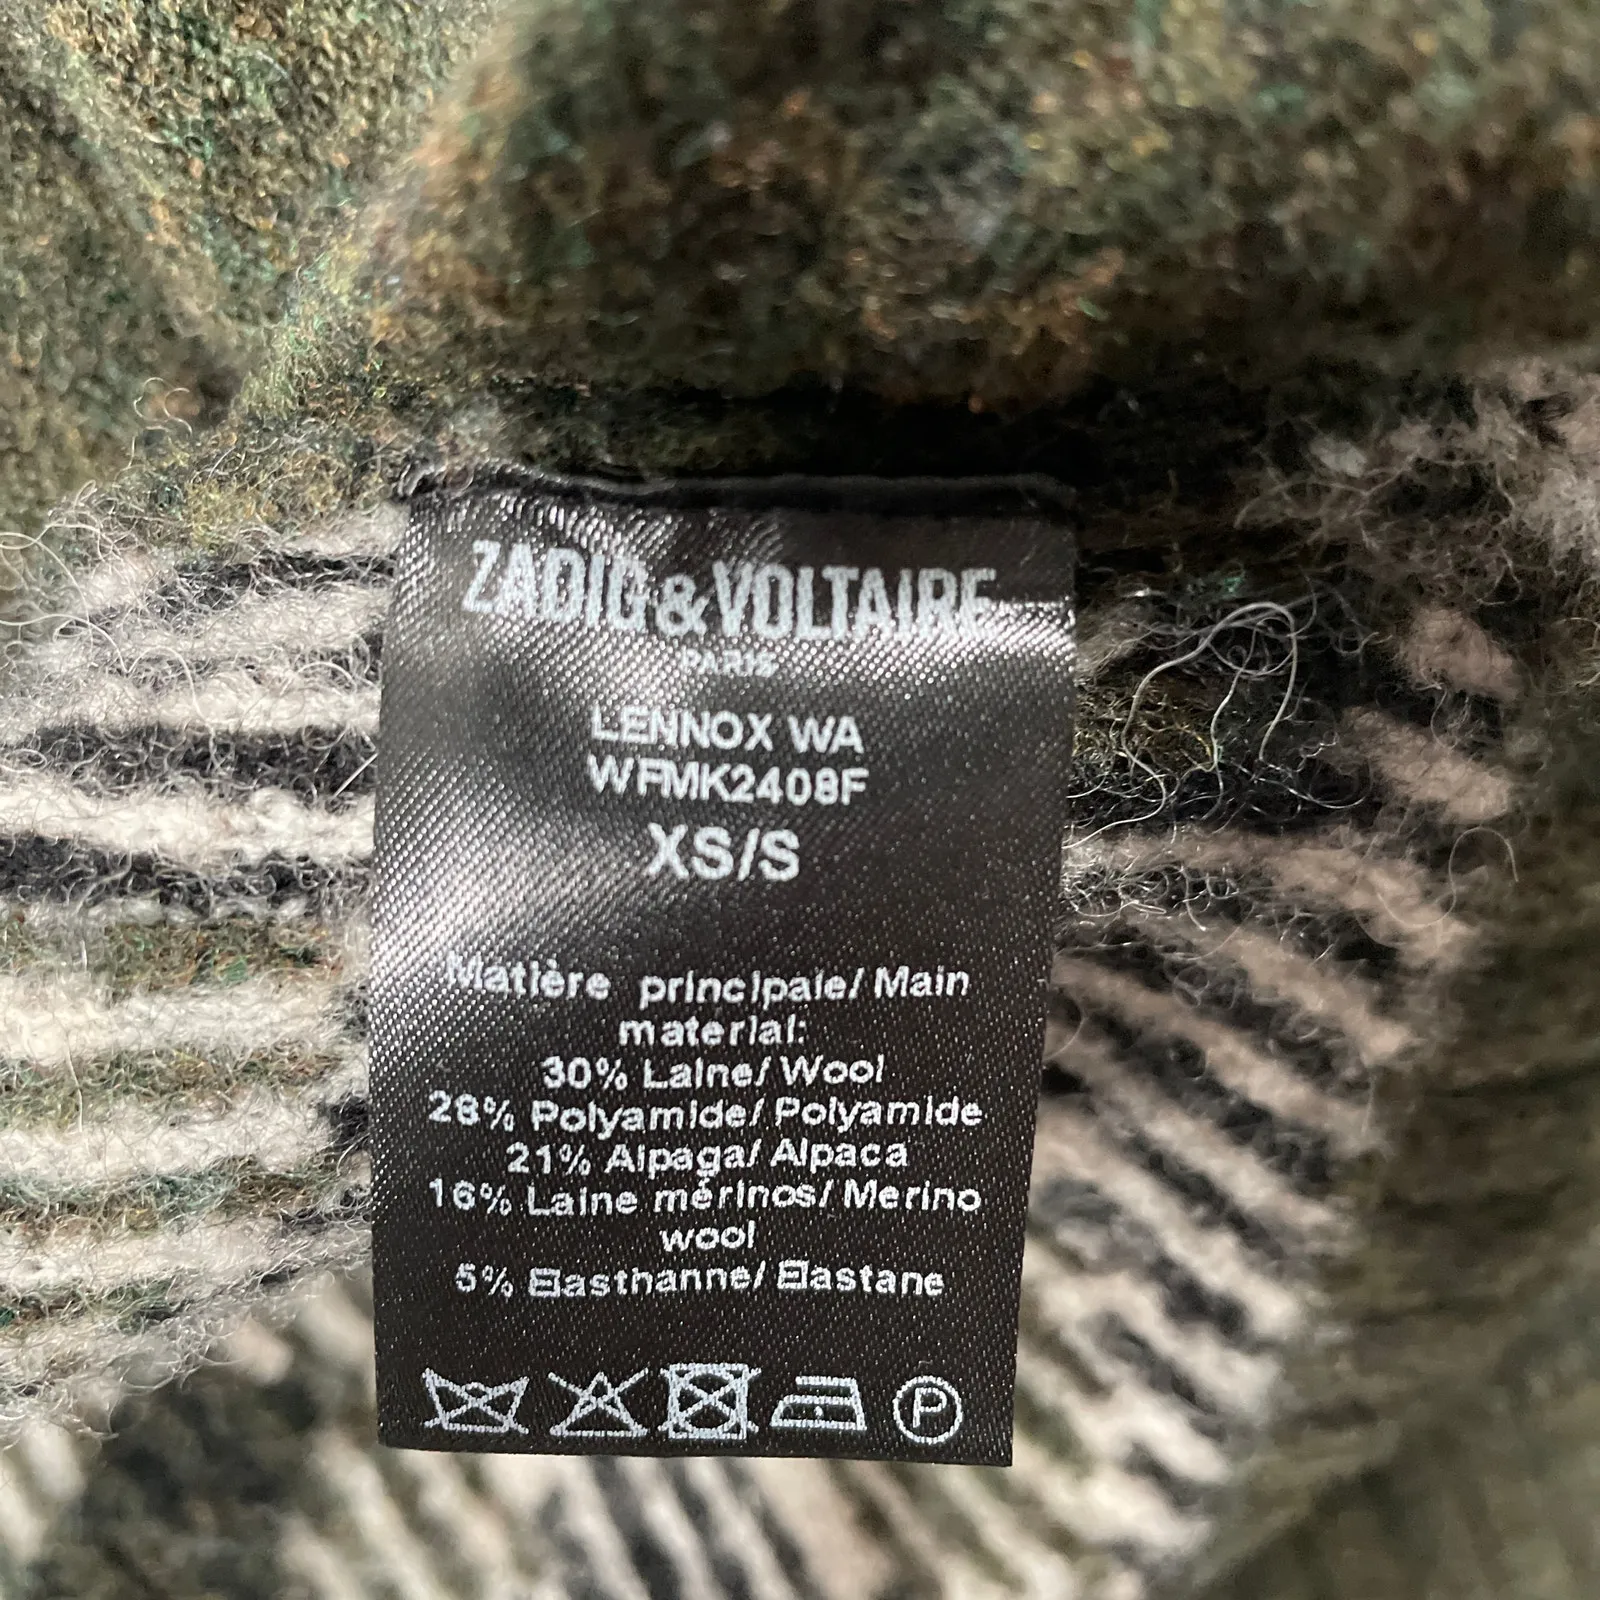 ZADIG&VOLTAIRE
PARIS
LENNOX WA
WFMK2408F
XS/S
Matière principale/ Main
material:
30% Laine/ Wool
28% Polyamide/ Polyamide
21% Alpaga/ Alpaca
16% Laine mérinos/ Merino
wool
5% Elasthanne/ Elastane
P